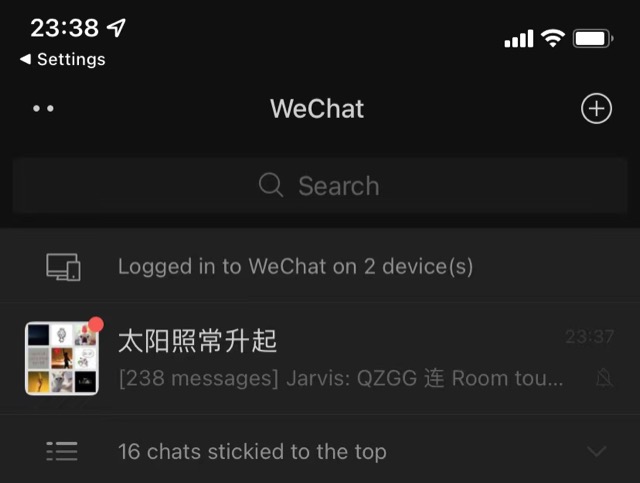 23:38
◀ Settings
WeChat
Search
Logged in to WeChat on 2 device(s)
太阳照常升起
23:37
[238 messages] Jarvis: QZGG 连 Room tou...
16 chats stickied to the top